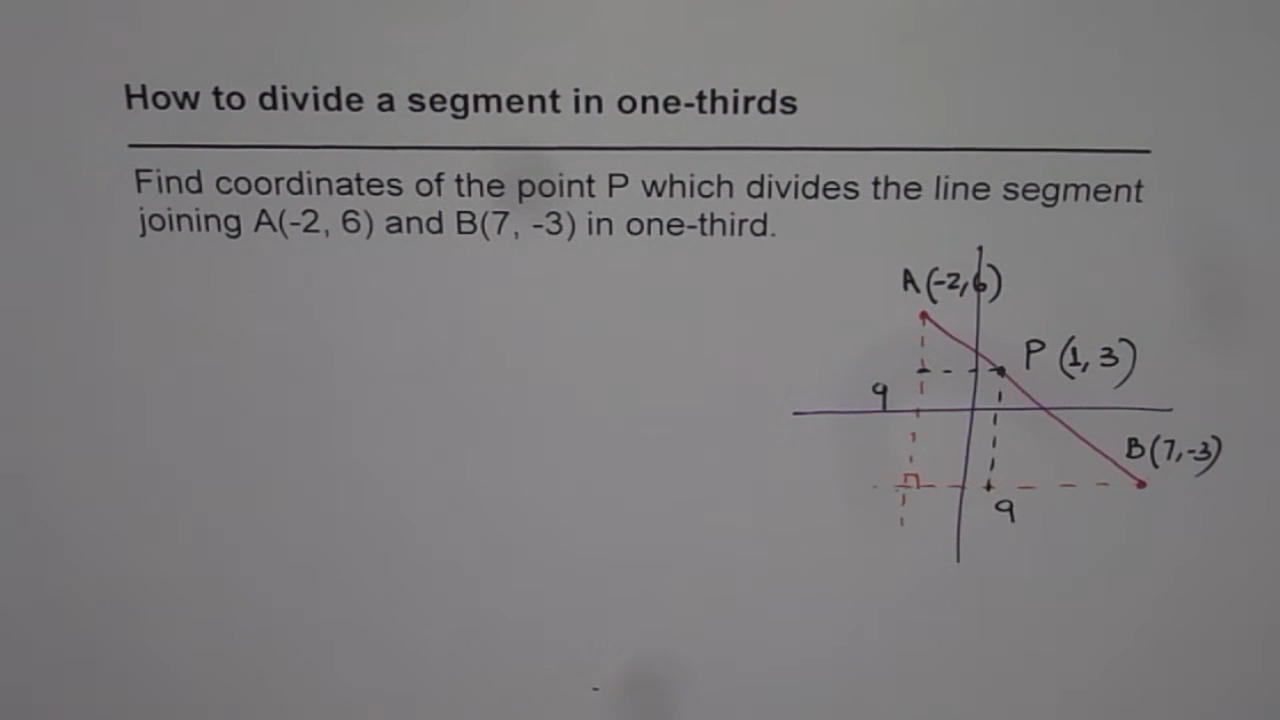 How to divide a segment in one-thirds
Find coordinates of the point P which divides the line segment
joining A(-2, 6) and B(7, -3) in one-third.
A(-2,6)
P (1,3)
9
B(7,-3)
9